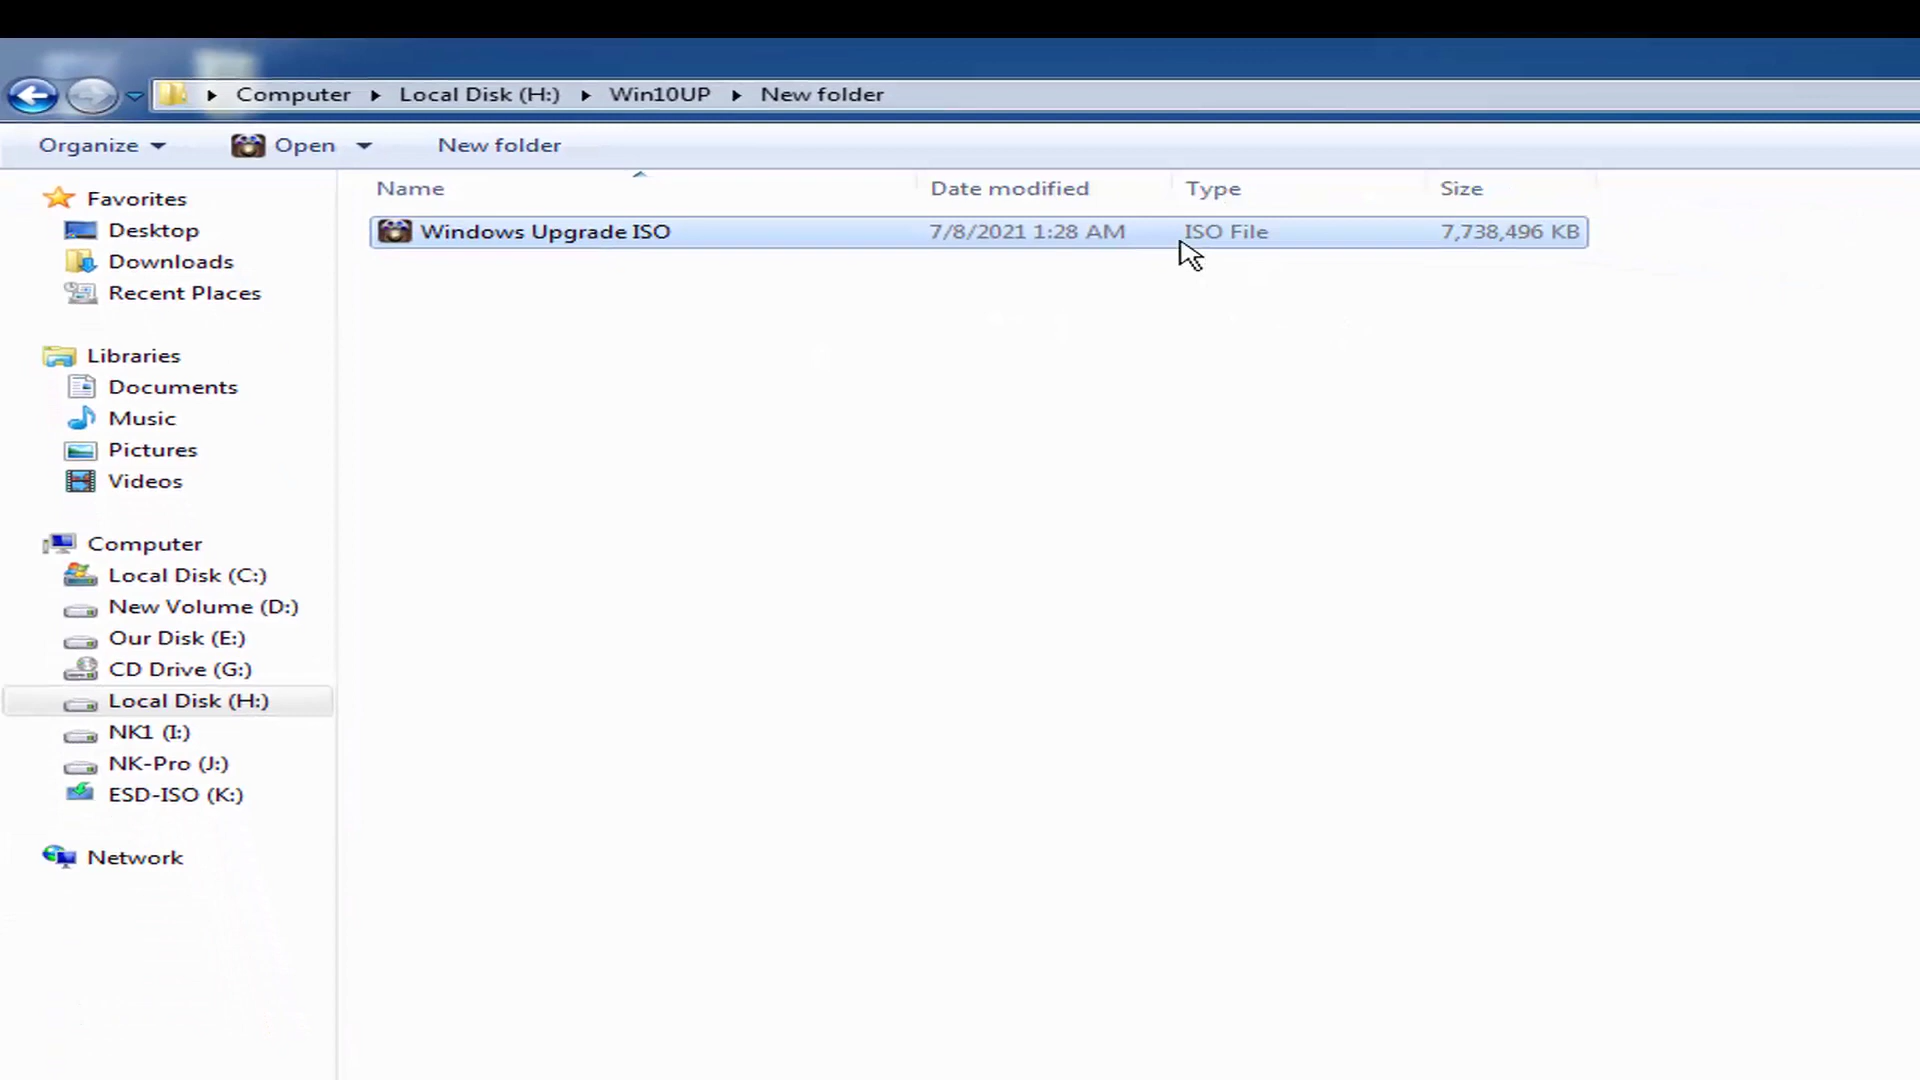 Computer Local Disk (H:) Win10UP New folder
Organize Open New folder
Name Date modified Type Size
Windows Upgrade ISO 7/8/2021 1:28 AM ISO File 7,738,496 KB
Favorites
Desktop
Downloads
Recent Places
Libraries
Documents
Music
Pictures
Videos
Computer
Local Disk (C:)
New Volume (D:)
Our Disk (E:)
CD Drive (G:)
Local Disk (H:)
NK1 (I:)
NK-Pro (J:)
ESD-ISO (K:)
Network